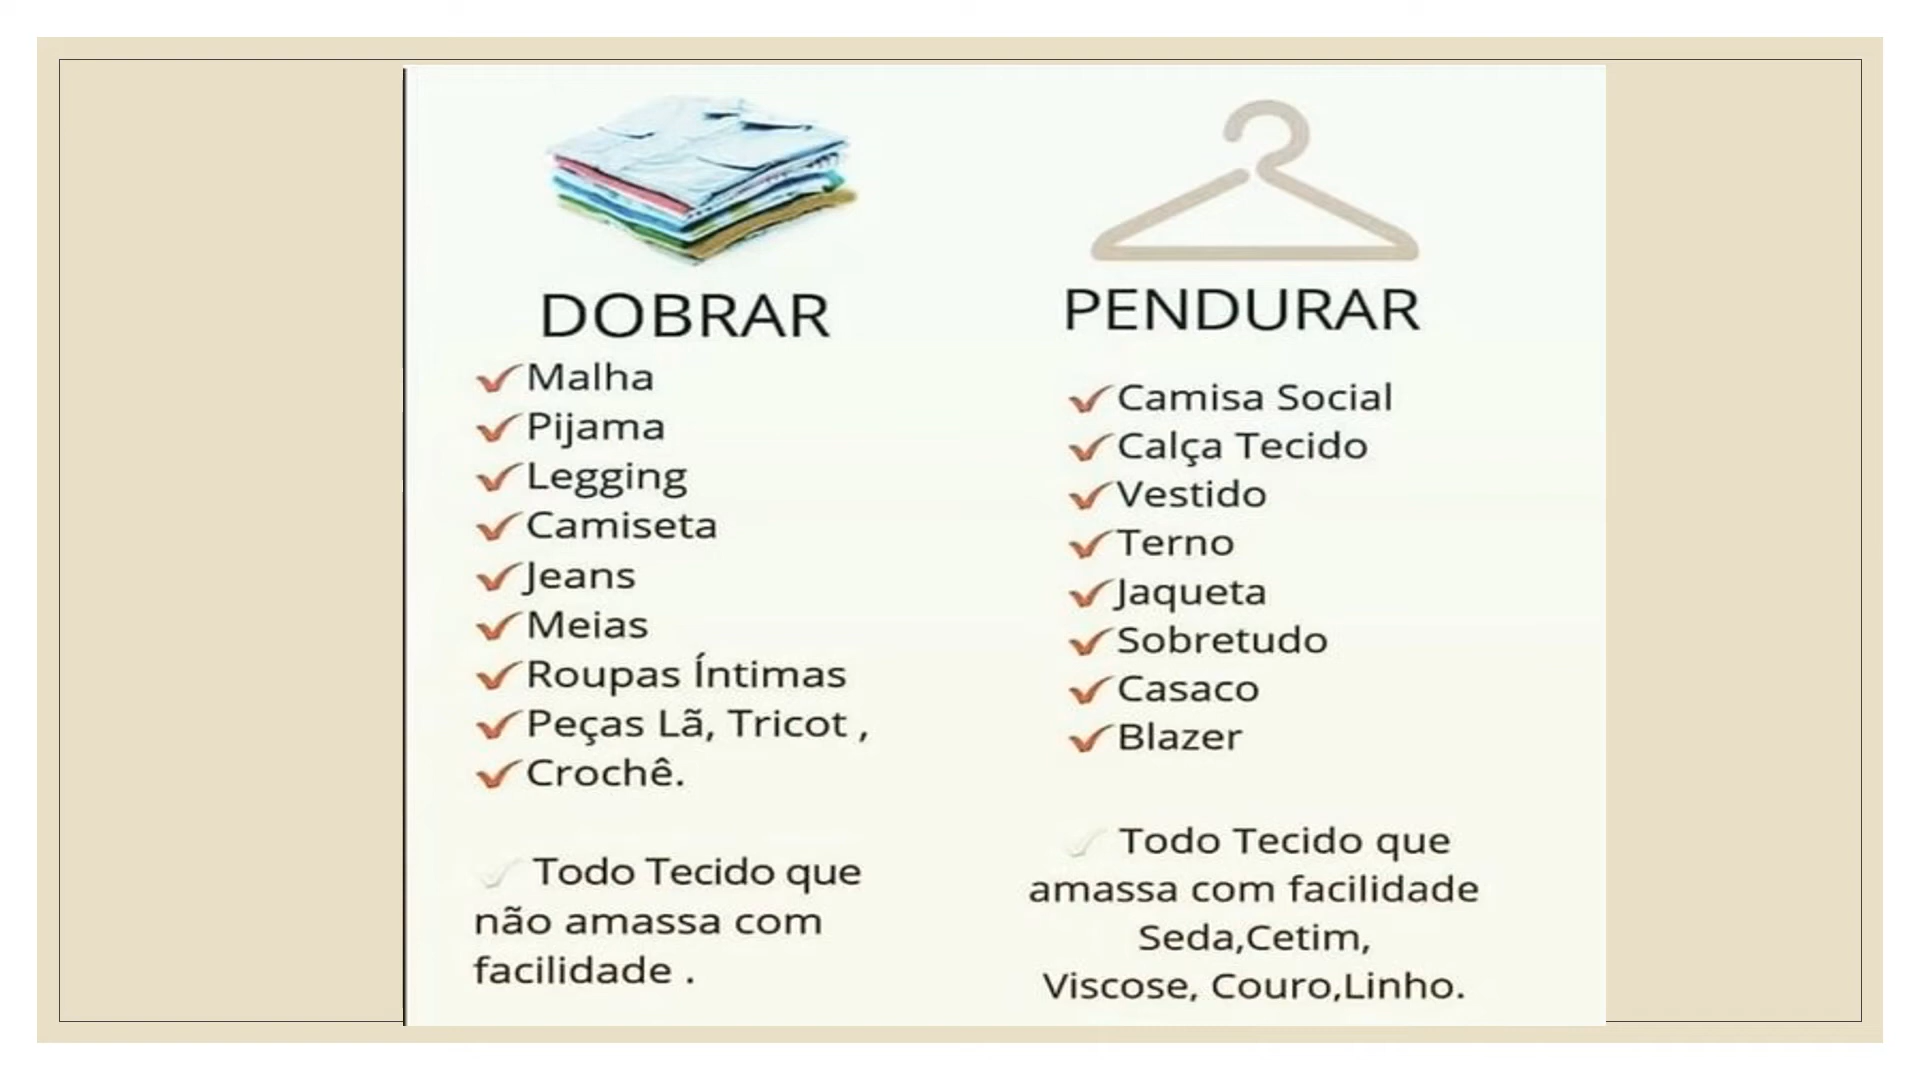 DOBRAR
Malha
Pijama
Legging
Camiseta
Jeans
Meias
Roupas Íntimas
Peças Lã, Tricot ,
Crochê.
Todo Tecido que
não amassa com
facilidade .
PENDURAR
Camisa Social
Calça Tecido
Vestido
Terno
Jaqueta
Sobretudo
Casaco
Blazer
Todo Tecido que
amassa com facilidade
Seda,Cetim,
Viscose, Couro,Linho.